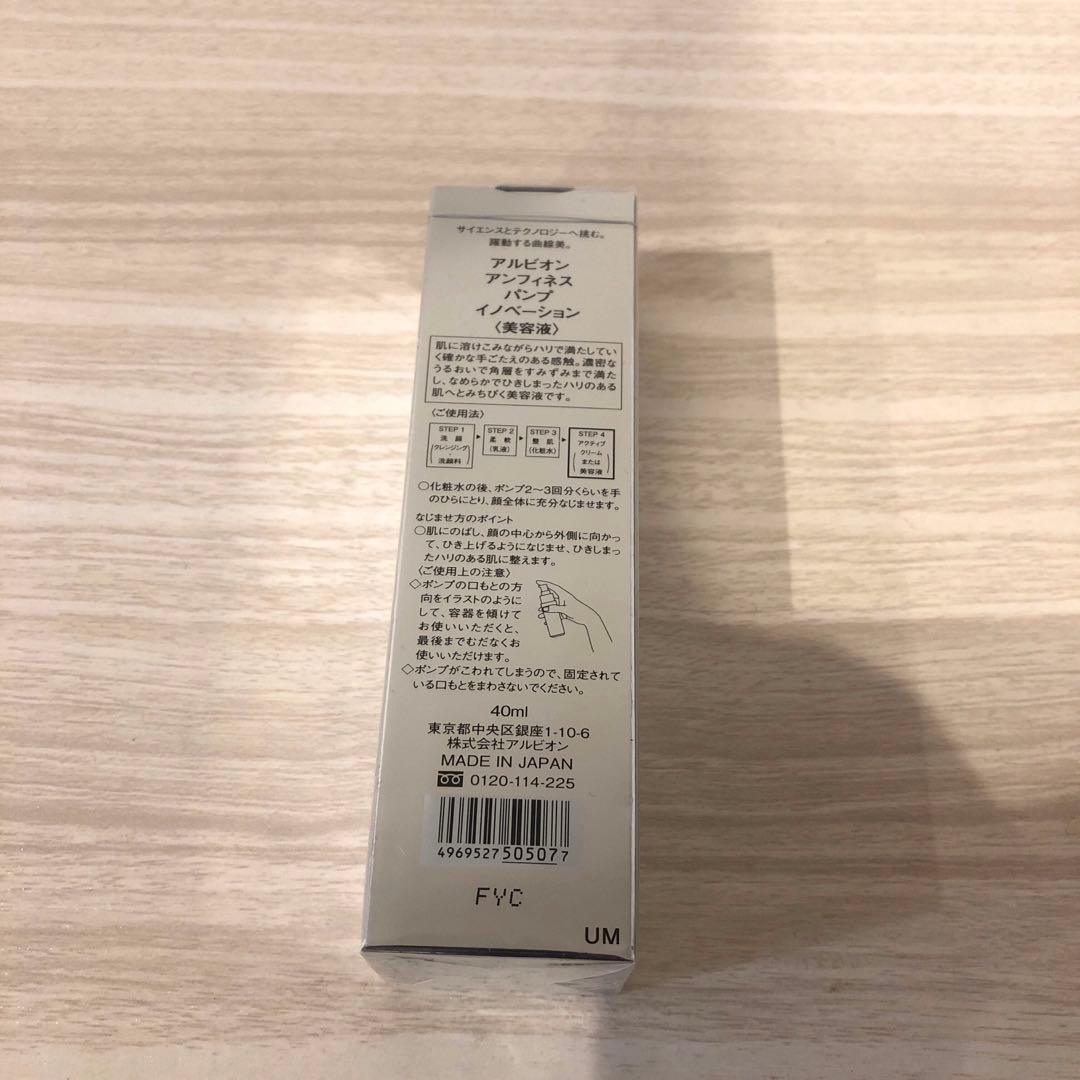 サイエンスとテクノロジーへ挑む。
躍動する曲線美。
アルビオン
アンフィネス
パンプ
イノベーション
〈美容液〉
肌に溶けこみながらハリで満たしてい
く確かな手ごたえのある感触。濃密な
うるおいで角層をすみずみまで満た
し、なめらかでひきしまったハリのある
肌へとみちびく美容液です。
〈ご使用法〉
STEP 1
洗顔
(クレンジング・
洗顔料)
STEP 2
柔軟
(乳液)
STEP 3
整肌
(化粧水)
STEP 4
アクティブ
(クリーム
または
美容液)
○化粧水の後、ポンプ2〜3回分くらいを手
のひらにとり、顔全体に充分なじませます。
なじませ方のポイント
○肌にのばし、顔の中心から外側に向かっ
て、ひき上げるようになじませ、ひきしまっ
たハリのある肌に整えます。
〈ご使用上の注意〉
◇ポンプの口もとの方
向をイラストのように
して、容器を傾けて
お使いいただくと、
最後までむだなくお
使いいただけます。
◇ポンプがこわれてしまうので、固定されて
いる口もとをまわさないでください。
40ml
東京都中央区銀座1-10-6
株式会社アルビオン
MADE IN JAPAN
0120-114-225
4969527505077
FYC
UM